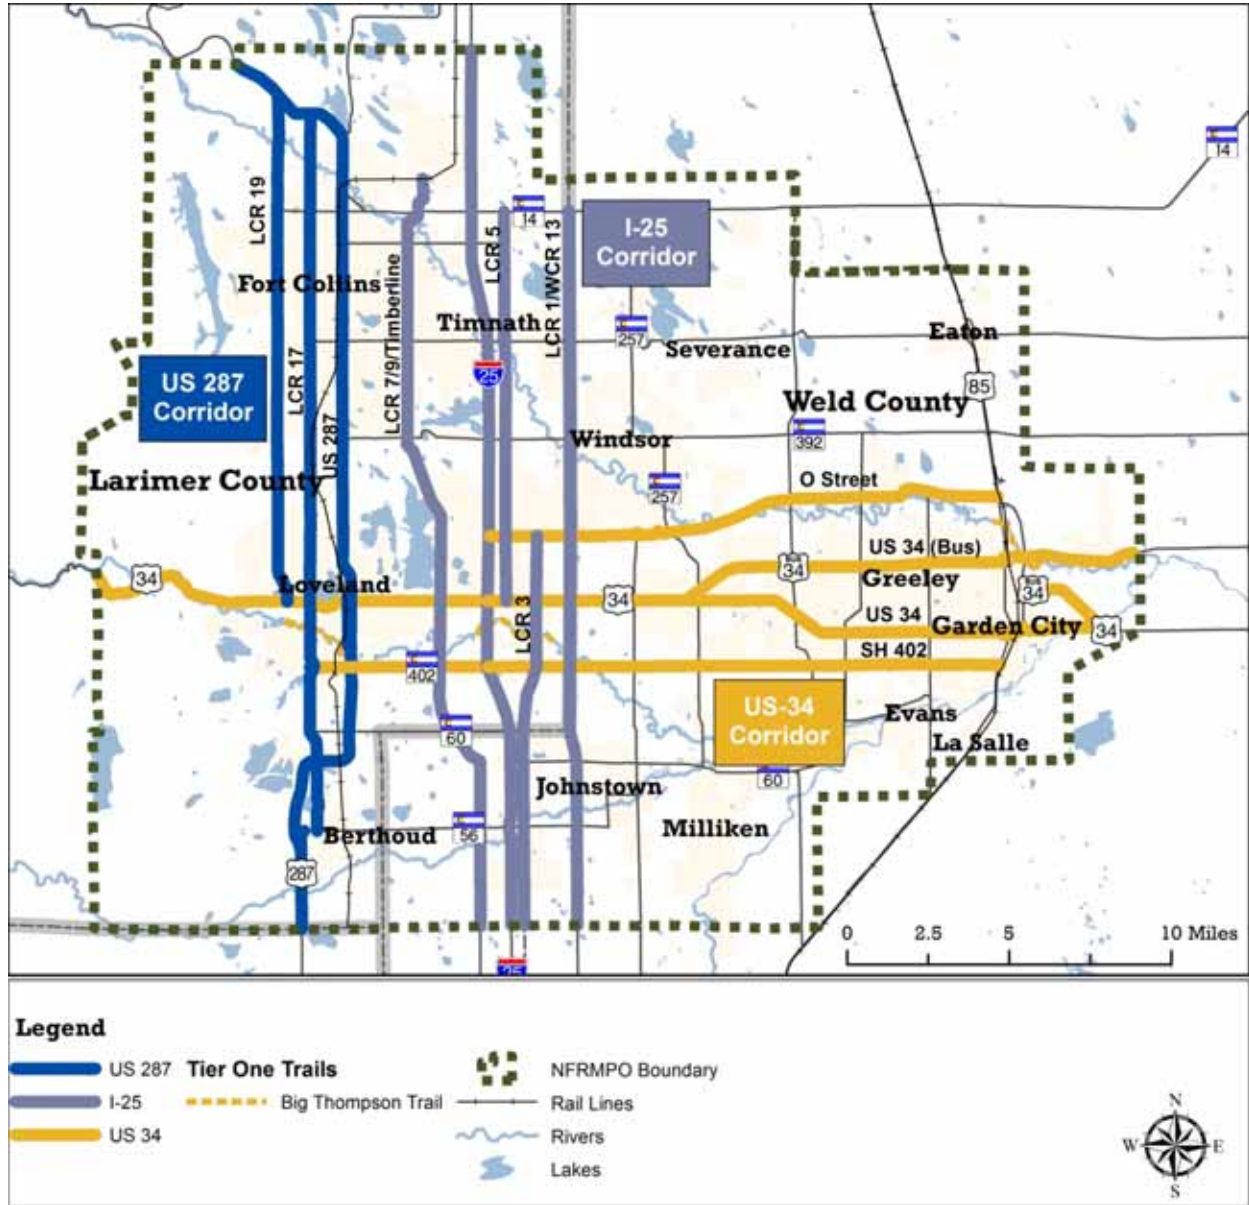 14
LCR 19
14
I-25
Corridor
LCR 5
LCR 1/WCR 13
Fort Collins
LCR 7/9/Timberline
Timnath
257
Severance
Eaton
25
85
US 287
Corridor
LCR 17
Weld County
US 287
Windsor
392
Larimer County
257
O Street
US 34 (Bus)
34
34
Greeley
34
Loveland
34
LCR 3
US 34
Garden City
34
SH 402
402
US-34
Corridor
Evans
60
La Salle
60
Johnstown
Berthoud
56
Milliken
287
0 2.5 5 10 Miles
25
Legend
US 287
Tier One Trails
NFRMPO Boundary
I-25
Big Thompson Trail
Rail Lines
US 34
Rivers
Lakes
N
W E
S